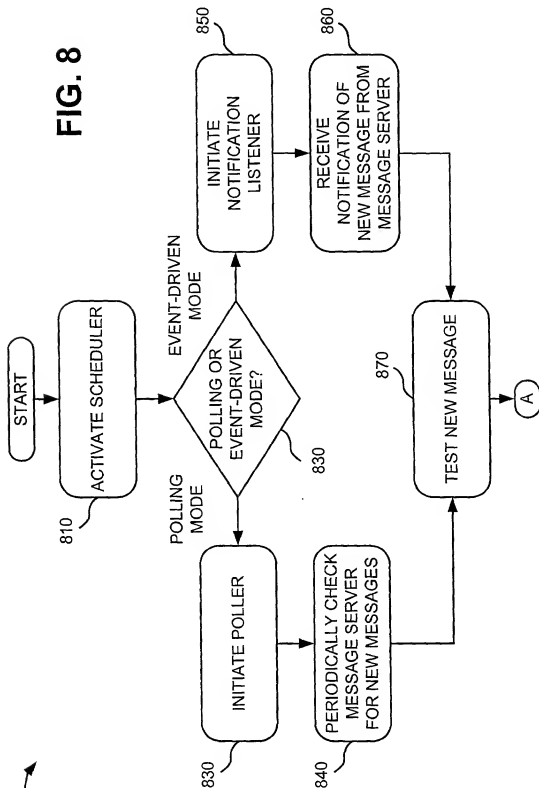 FIG. 8
START
ACTIVATE SCHEDULER
810
POLLING OR
EVENT-DRIVEN
MODE?
830
POLLING
MODE
EVENT-DRIVEN
MODE
INITIATE POLLER
830
PERIODICALLY CHECK
MESSAGE SERVER
FOR NEW MESSAGES
840
INITIATE
NOTIFICATION
LISTENER
850
RECEIVE
NOTIFICATION OF
NEW MESSAGE FROM
MESSAGE SERVER
860
870
TEST NEW MESSAGE
A